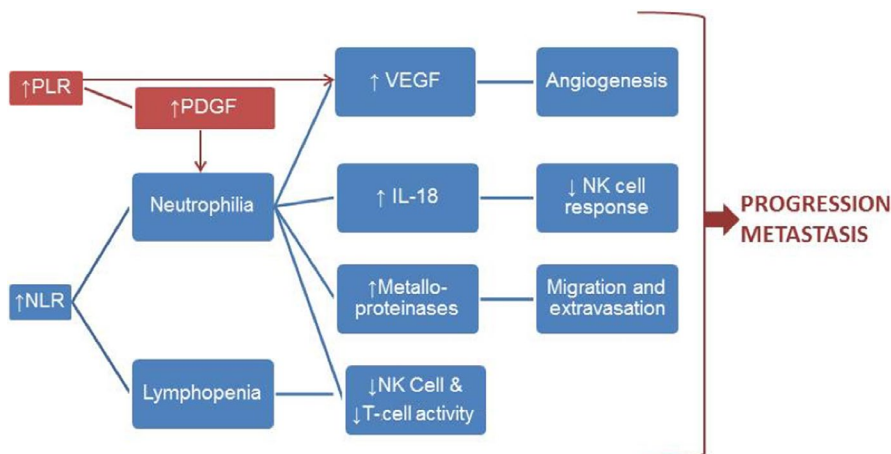 ↑PLR
↑PDGF
↑ VEGF
Angiogenesis
Neutrophilia
↑ IL-18
↓ NK cell
response
PROGRESSION
METASTASIS
↑NLR
↑Metallo-
proteinases
Migration and
extravasation
Lymphopenia
↓NK Cell &
↓T-cell activity